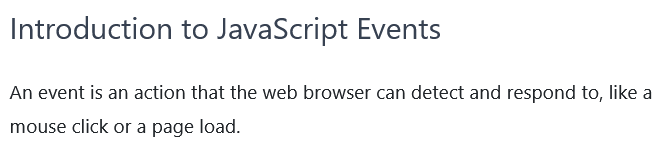 Introduction to JavaScript Events
An event is an action that the web browser can detect and respond to, like a
mouse click or a page load.